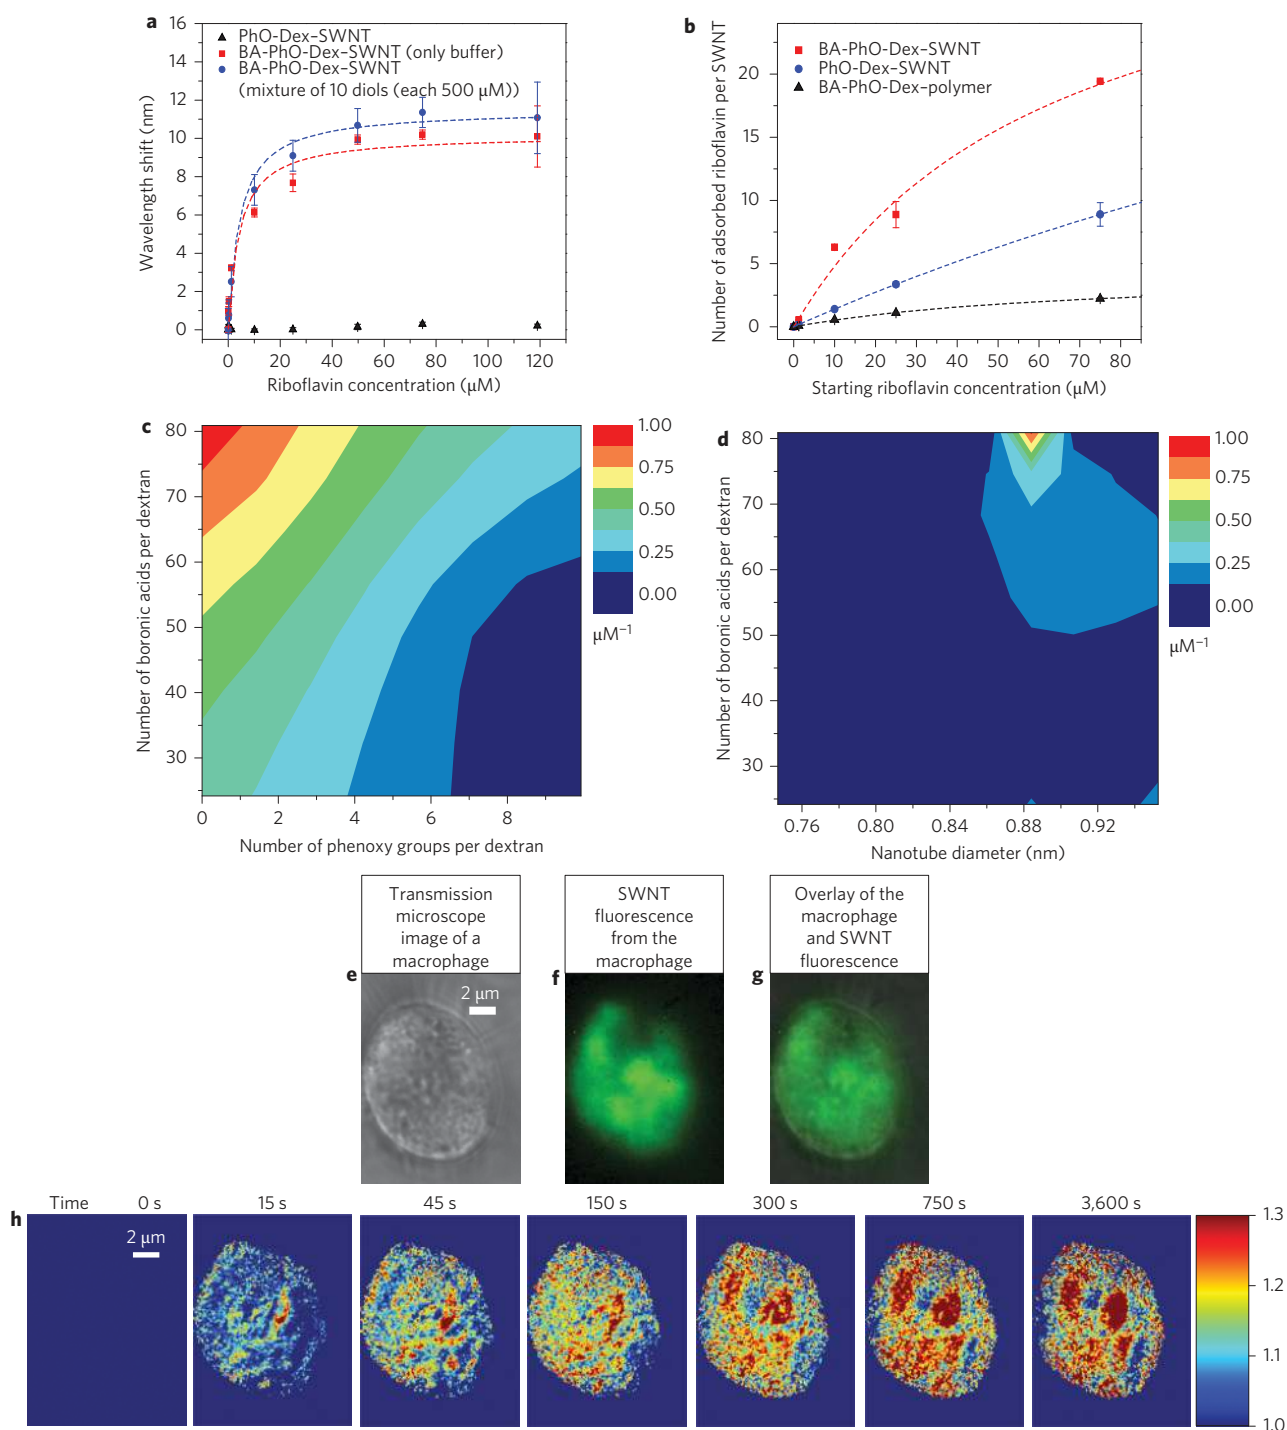 a
16
14
12
10
8
6
4
2
0
Wavelength shift (nm)
PhO-Dex–SWNT
BA-PhO-Dex–SWNT (only buffer)
BA-PhO-Dex–SWNT
(mixture of 10 diols (each 500 μM))
0 20 40 60 80 100 120
Riboflavin concentration (μM)
b
20
15
10
5
0
Number of adsorbed riboflavin per SWNT
BA-PhO-Dex–SWNT
PhO-Dex–SWNT
BA-PhO-Dex–polymer
0 10 20 30 40 50 60 70 80
Starting riboflavin concentration (μM)
c
80
70
60
50
40
30
Number of boronic acids per dextran
0 2 4 6 8
Number of phenoxy groups per dextran
1.00
0.75
0.50
0.25
0.00
μM⁻¹
d
80
70
60
50
40
30
Number of boronic acids per dextran
0.76 0.80 0.84 0.88 0.92
Nanotube diameter (nm)
1.00
0.75
0.50
0.25
0.00
μM⁻¹
Transmission
microscope
image of a
macrophage
e
2 μm
SWNT
fluorescence
from the
macrophage
f
Overlay of the
macrophage
and SWNT
fluorescence
g
h
Time 0 s 15 s 45 s 150 s 300 s 750 s 3,600 s
2 μm
1.3
1.2
1.1
1.0